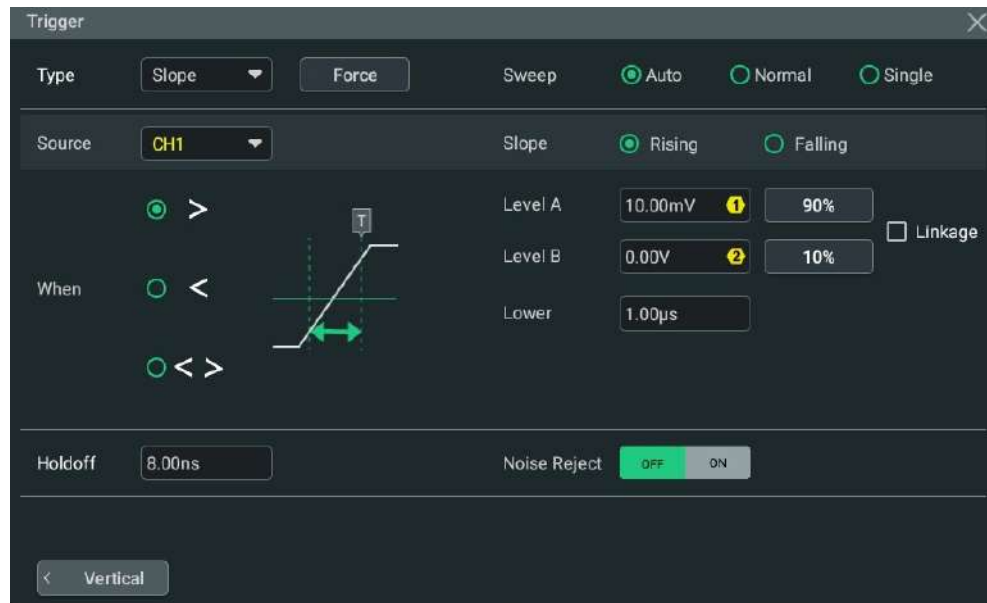 Trigger
Type Slope Force Sweep Auto Normal Single
Source CH1 Slope Rising Falling
> T Level A 10.00mV 1 90%
Linkage
Level B 0.00V 2 10%
When <
Lower 1.00µs
< >
Holdoff 8.00ns Noise Reject OFF ON
< Vertical